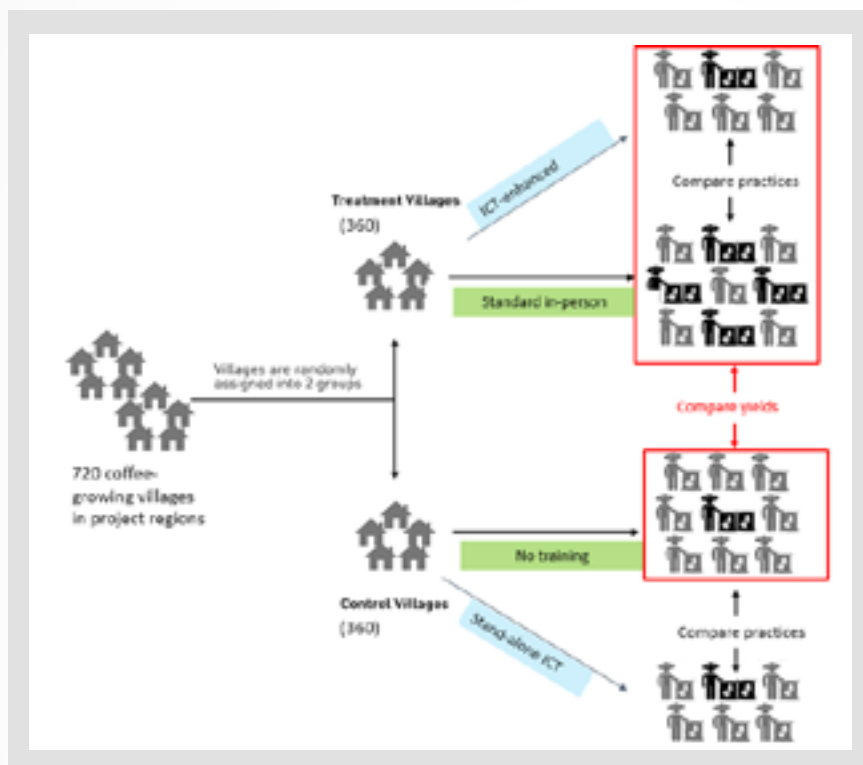 ICT-enhanced
Compare practices
Treatment Villages
(360)
Standard in-person
Villages are randomly
assigned into 2 groups
Compare yields
720 coffee-
growing villages
in project regions
No training
Control Villages
(360)
Stand-alone ICT
Compare practices